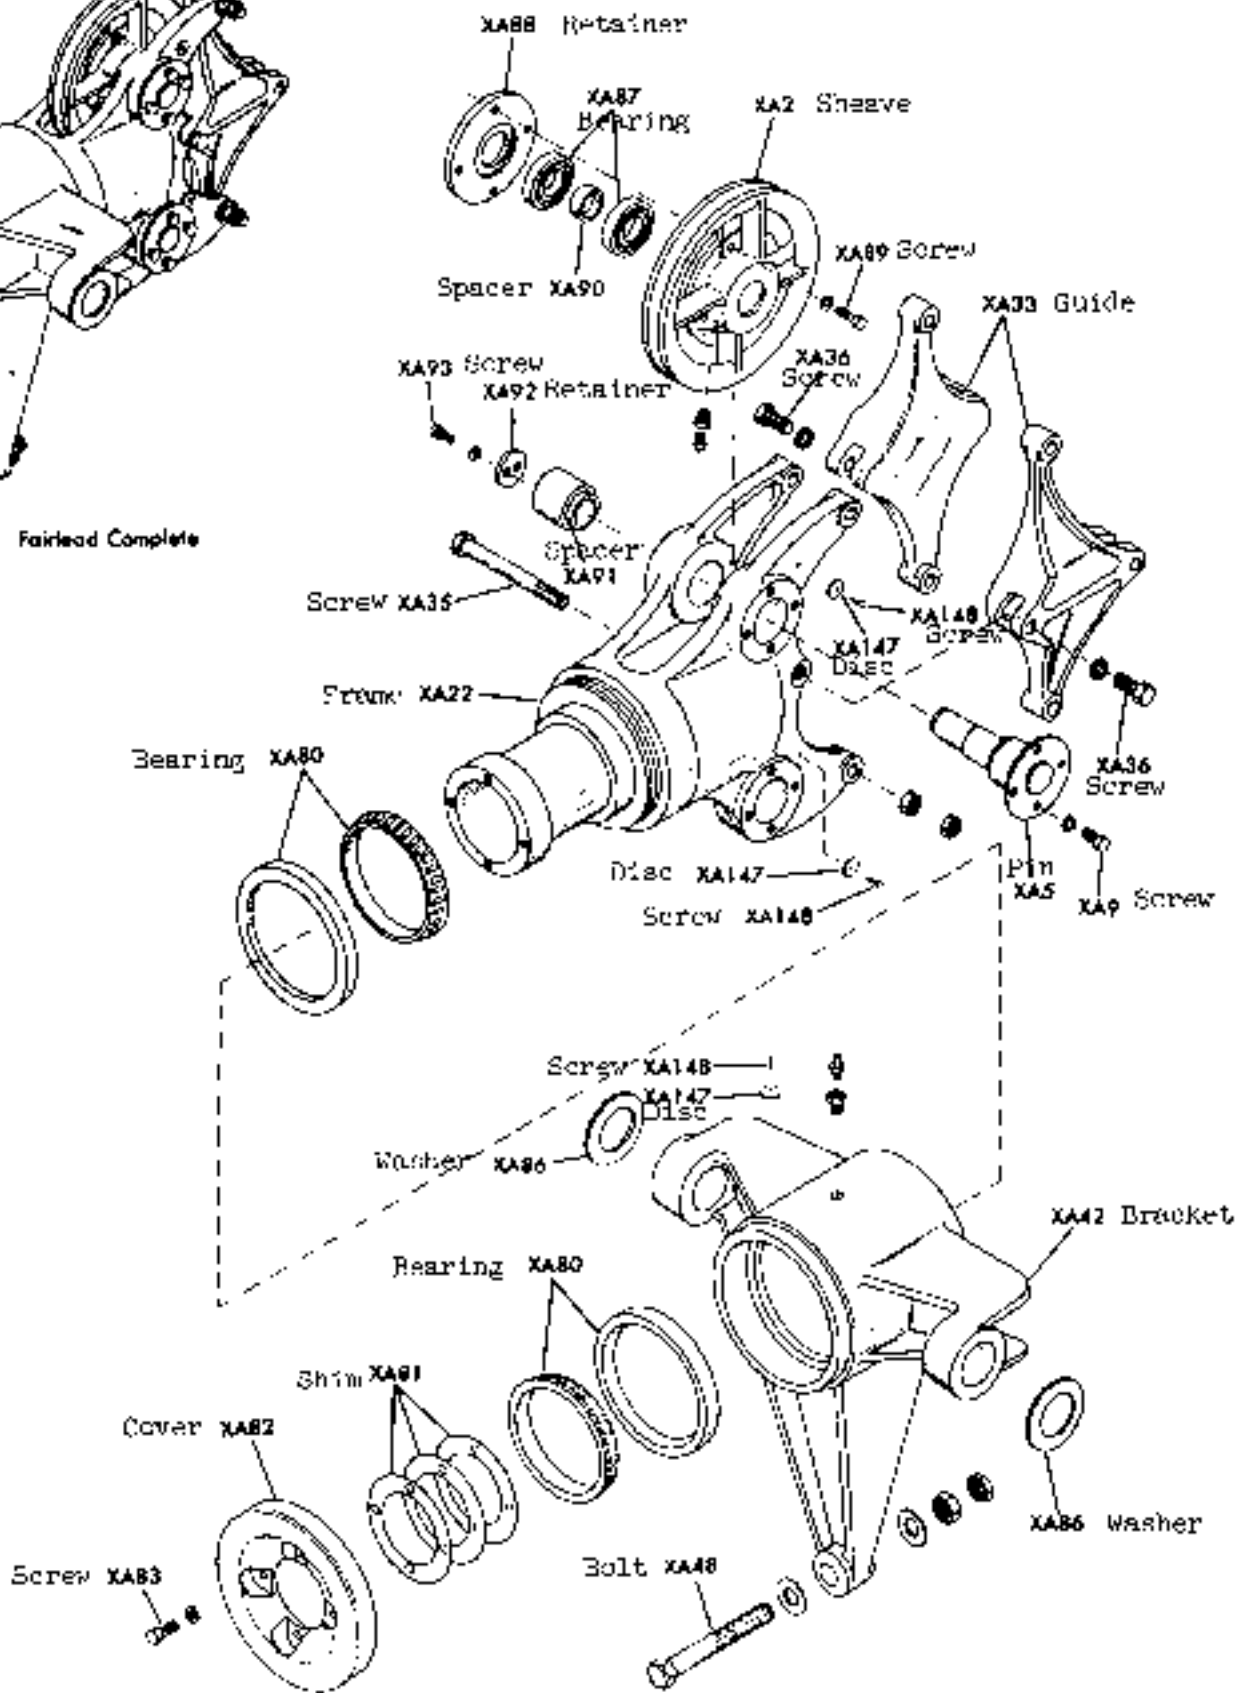 XA88 Retainer
XA87
Bearing
XA2 Sheave
XA89 Screw
Spacer XA90
XA33 Guide
XA36
Screw
XA93 Screw
XA92 Retainer
Fairlead Complete
Spacer
XA91
Screw XA35
XA148
Screw
XA147
Disc
Frame XA22
Bearing XA80
XA36
Screw
Disc XA147
Pin
XA5
XA9 Screw
Screw XA148
Screw XA148
XA147
Disc
Washer XA86
XA42 Bracket
Bearing XA80
Shim XA81
Cover XA82
XA86 Washer
Bolt XA48
Screw XA83